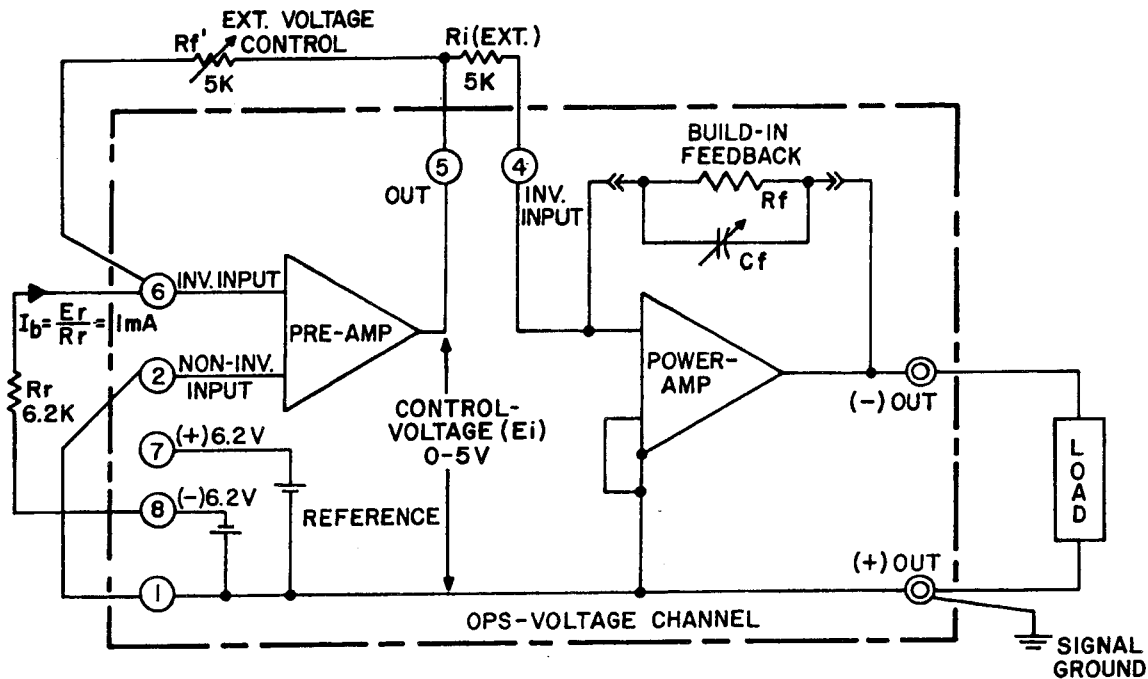 EXT. VOLTAGE
CONTROL
Rf'
5K
Ri(EXT.)
5K
5
OUT
4
INV.
INPUT
BUILD-IN
FEEDBACK
Rf
Cf
6
INV. INPUT
Ib = Er/Rr = 1mA
PRE-AMP
2
NON-INV.
INPUT
Rr
6.2K
POWER-
AMP
(-) OUT
CONTROL-
VOLTAGE (Ei)
0-5V
7
(+)6.2V
8
(-)6.2V
REFERENCE
LOAD
1
(+) OUT
OPS-VOLTAGE CHANNEL
SIGNAL
GROUND